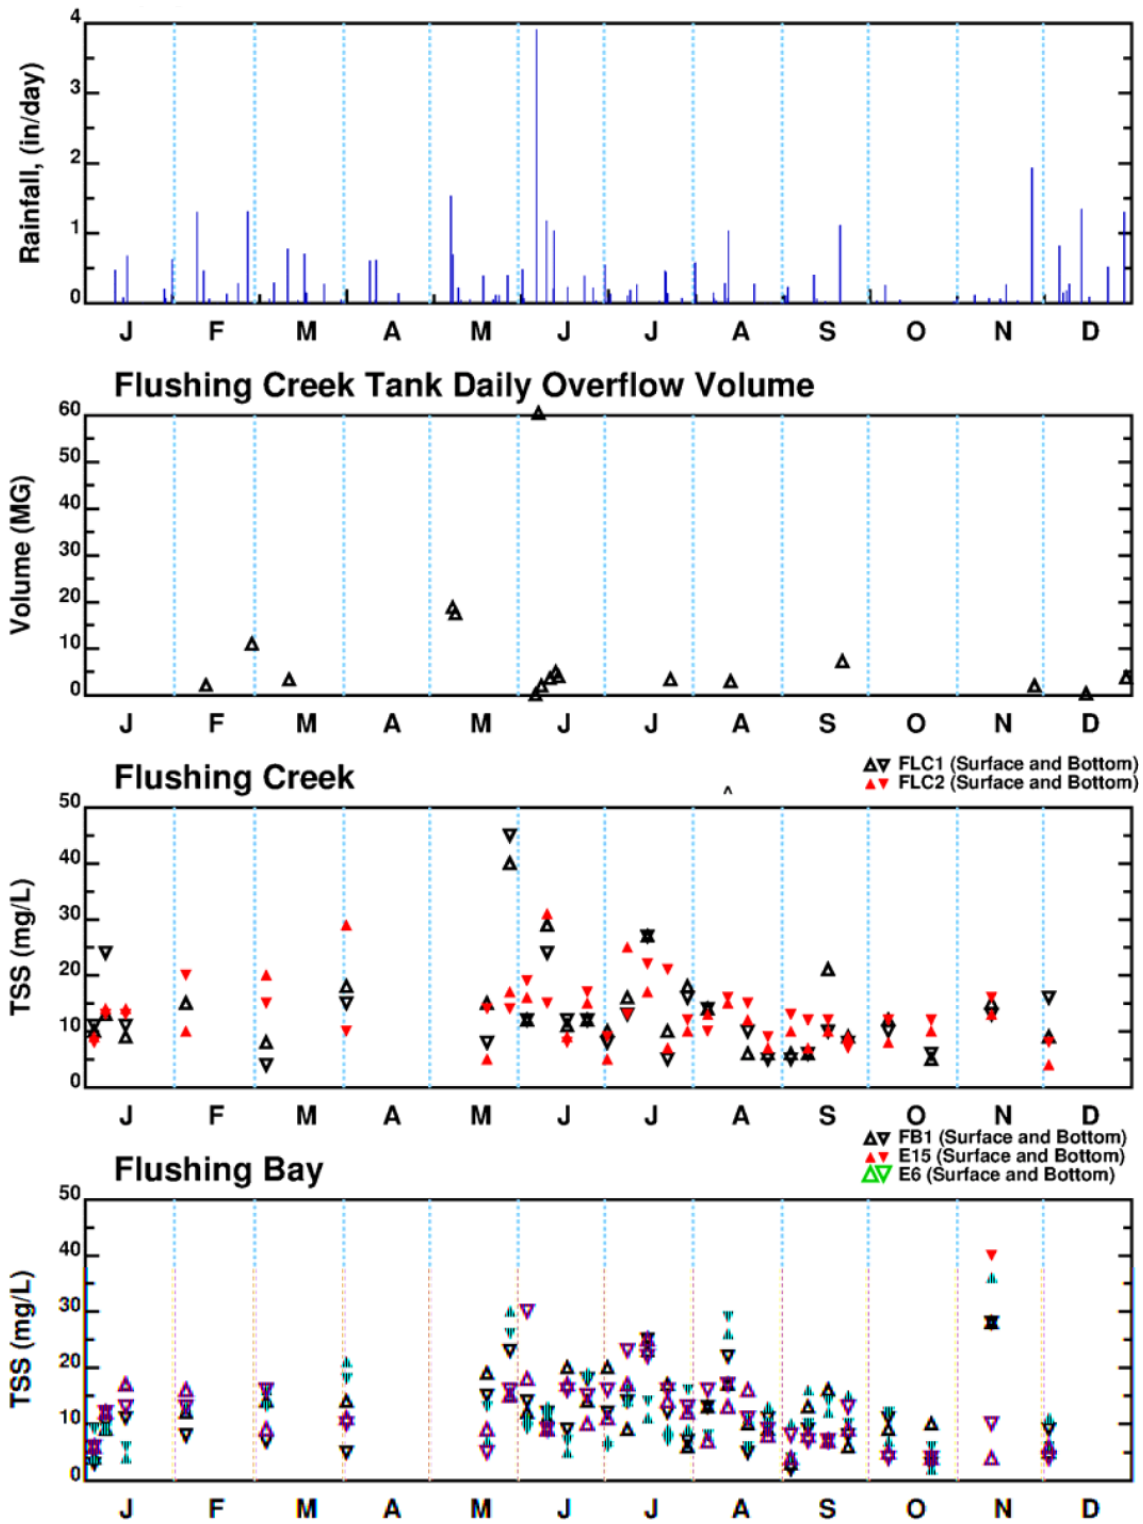 4
3
2
1
0
Rainfall, (in/day)
J F M A M J J A S O N D
Flushing Creek Tank Daily Overflow Volume
60
50
40
30
20
10
0
Volume (MG)
J F M A M J J A S O N D
Flushing Creek
FLC1 (Surface and Bottom)
FLC2 (Surface and Bottom)
^
50
40
30
20
10
0
TSS (mg/L)
J F M A M J J A S O N D
Flushing Bay
FB1 (Surface and Bottom)
E15 (Surface and Bottom)
E6 (Surface and Bottom)
50
40
30
20
10
0
TSS (mg/L)
J F M A M J J A S O N D